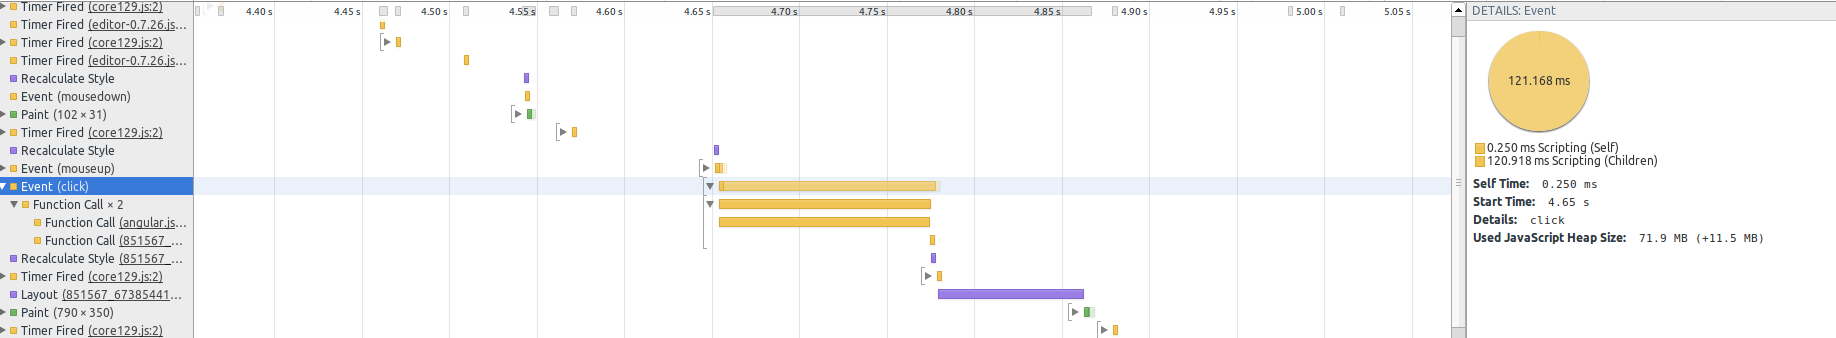 Timer Fired (core129.js:2)
4.40 s 4.45 s 4.50 s 4.55 s 4.60 s 4.65 s 4.70 s 4.75 s 4.80 s 4.85 s 4.90 s 4.95 s 5.00 s 5.05 s
DETAILS: Event
Timer Fired (editor-0.7.26.js...
Timer Fired (core129.js:2)
Timer Fired (editor-0.7.26.js...
Recalculate Style
Event (mousedown)
Paint (102 × 31)
Timer Fired (core129.js:2)
Recalculate Style
Event (mouseup)
Event (click)
Function Call × 2
Function Call (angular.js...
Function Call (851567_...
Recalculate Style (851567_...
Timer Fired (core129.js:2)
Layout (851567_67385441...
Paint (790 × 350)
Timer Fired (core129.js:2)
121.168 ms
0.250 ms Scripting (Self)
120.918 ms Scripting (Children)
Self Time: 0.250 ms
Start Time: 4.65 s
Details: click
Used JavaScript Heap Size: 71.9 MB (+11.5 MB)